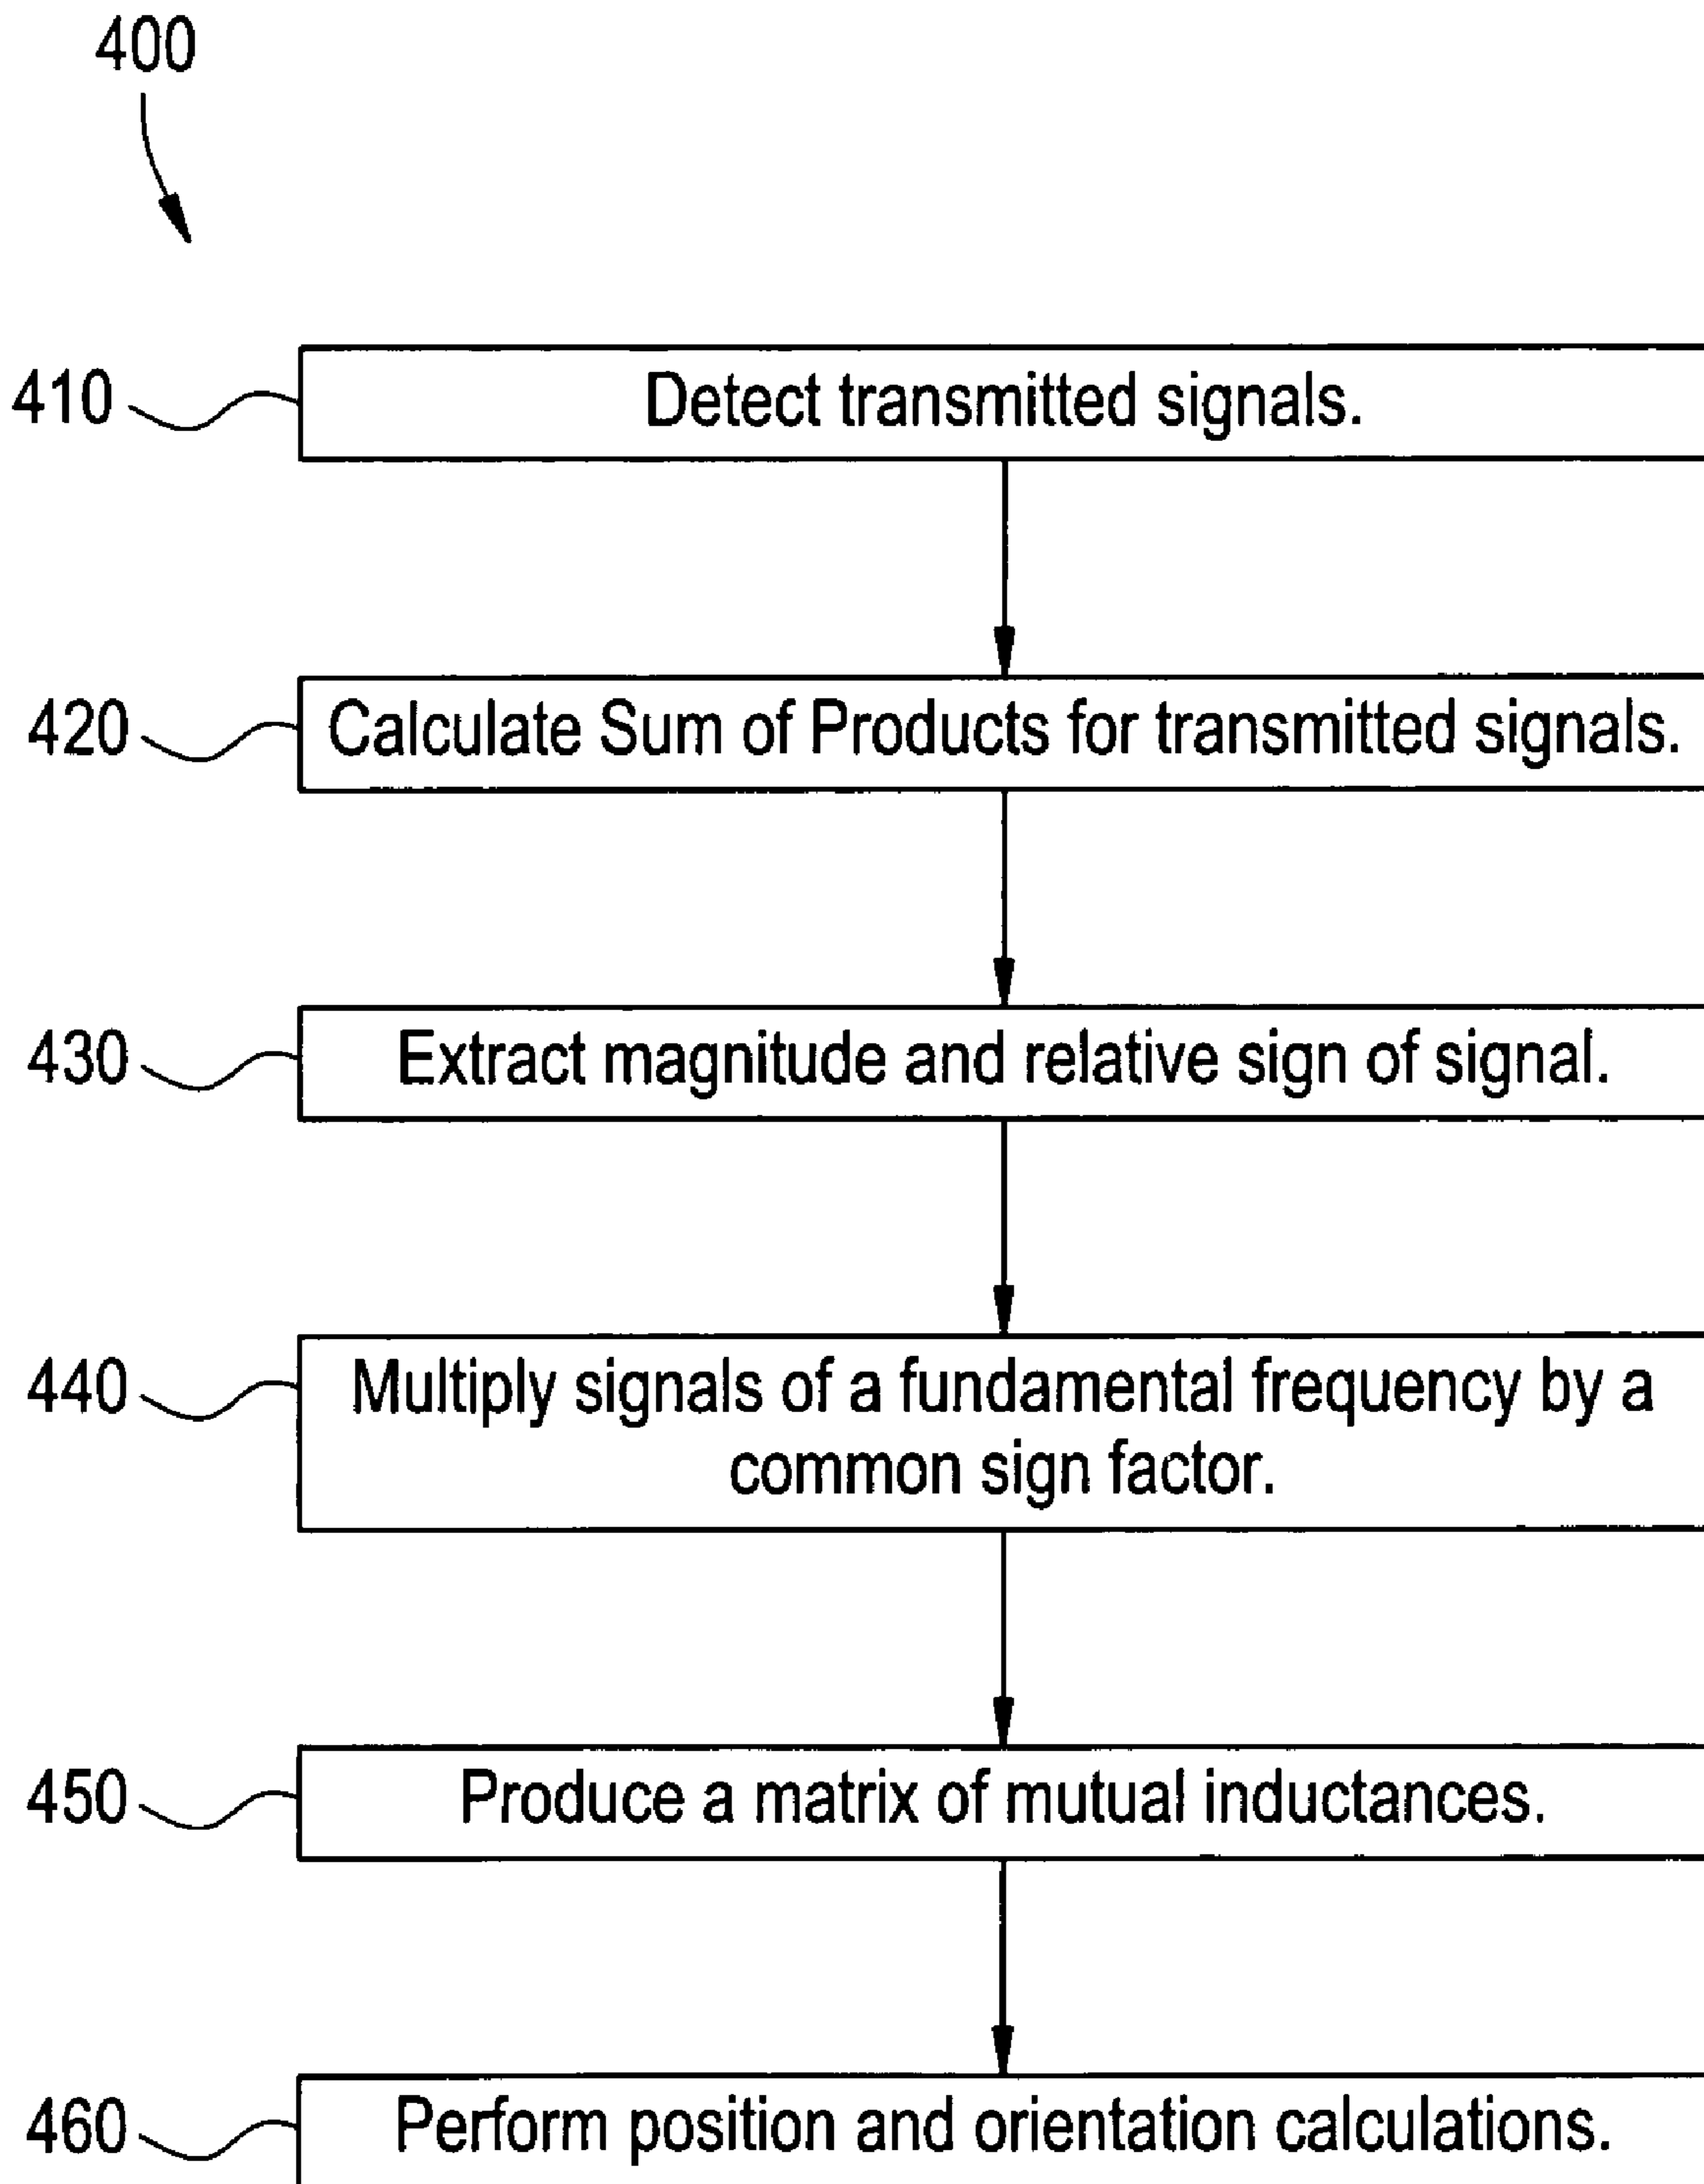 400
410
Detect transmitted signals.
420
Calculate Sum of Products for transmitted signals.
430
Extract magnitude and relative sign of signal.
440
Multiply signals of a fundamental frequency by a
common sign factor.
450
Produce a matrix of mutual inductances.
460
Perform position and orientation calculations.